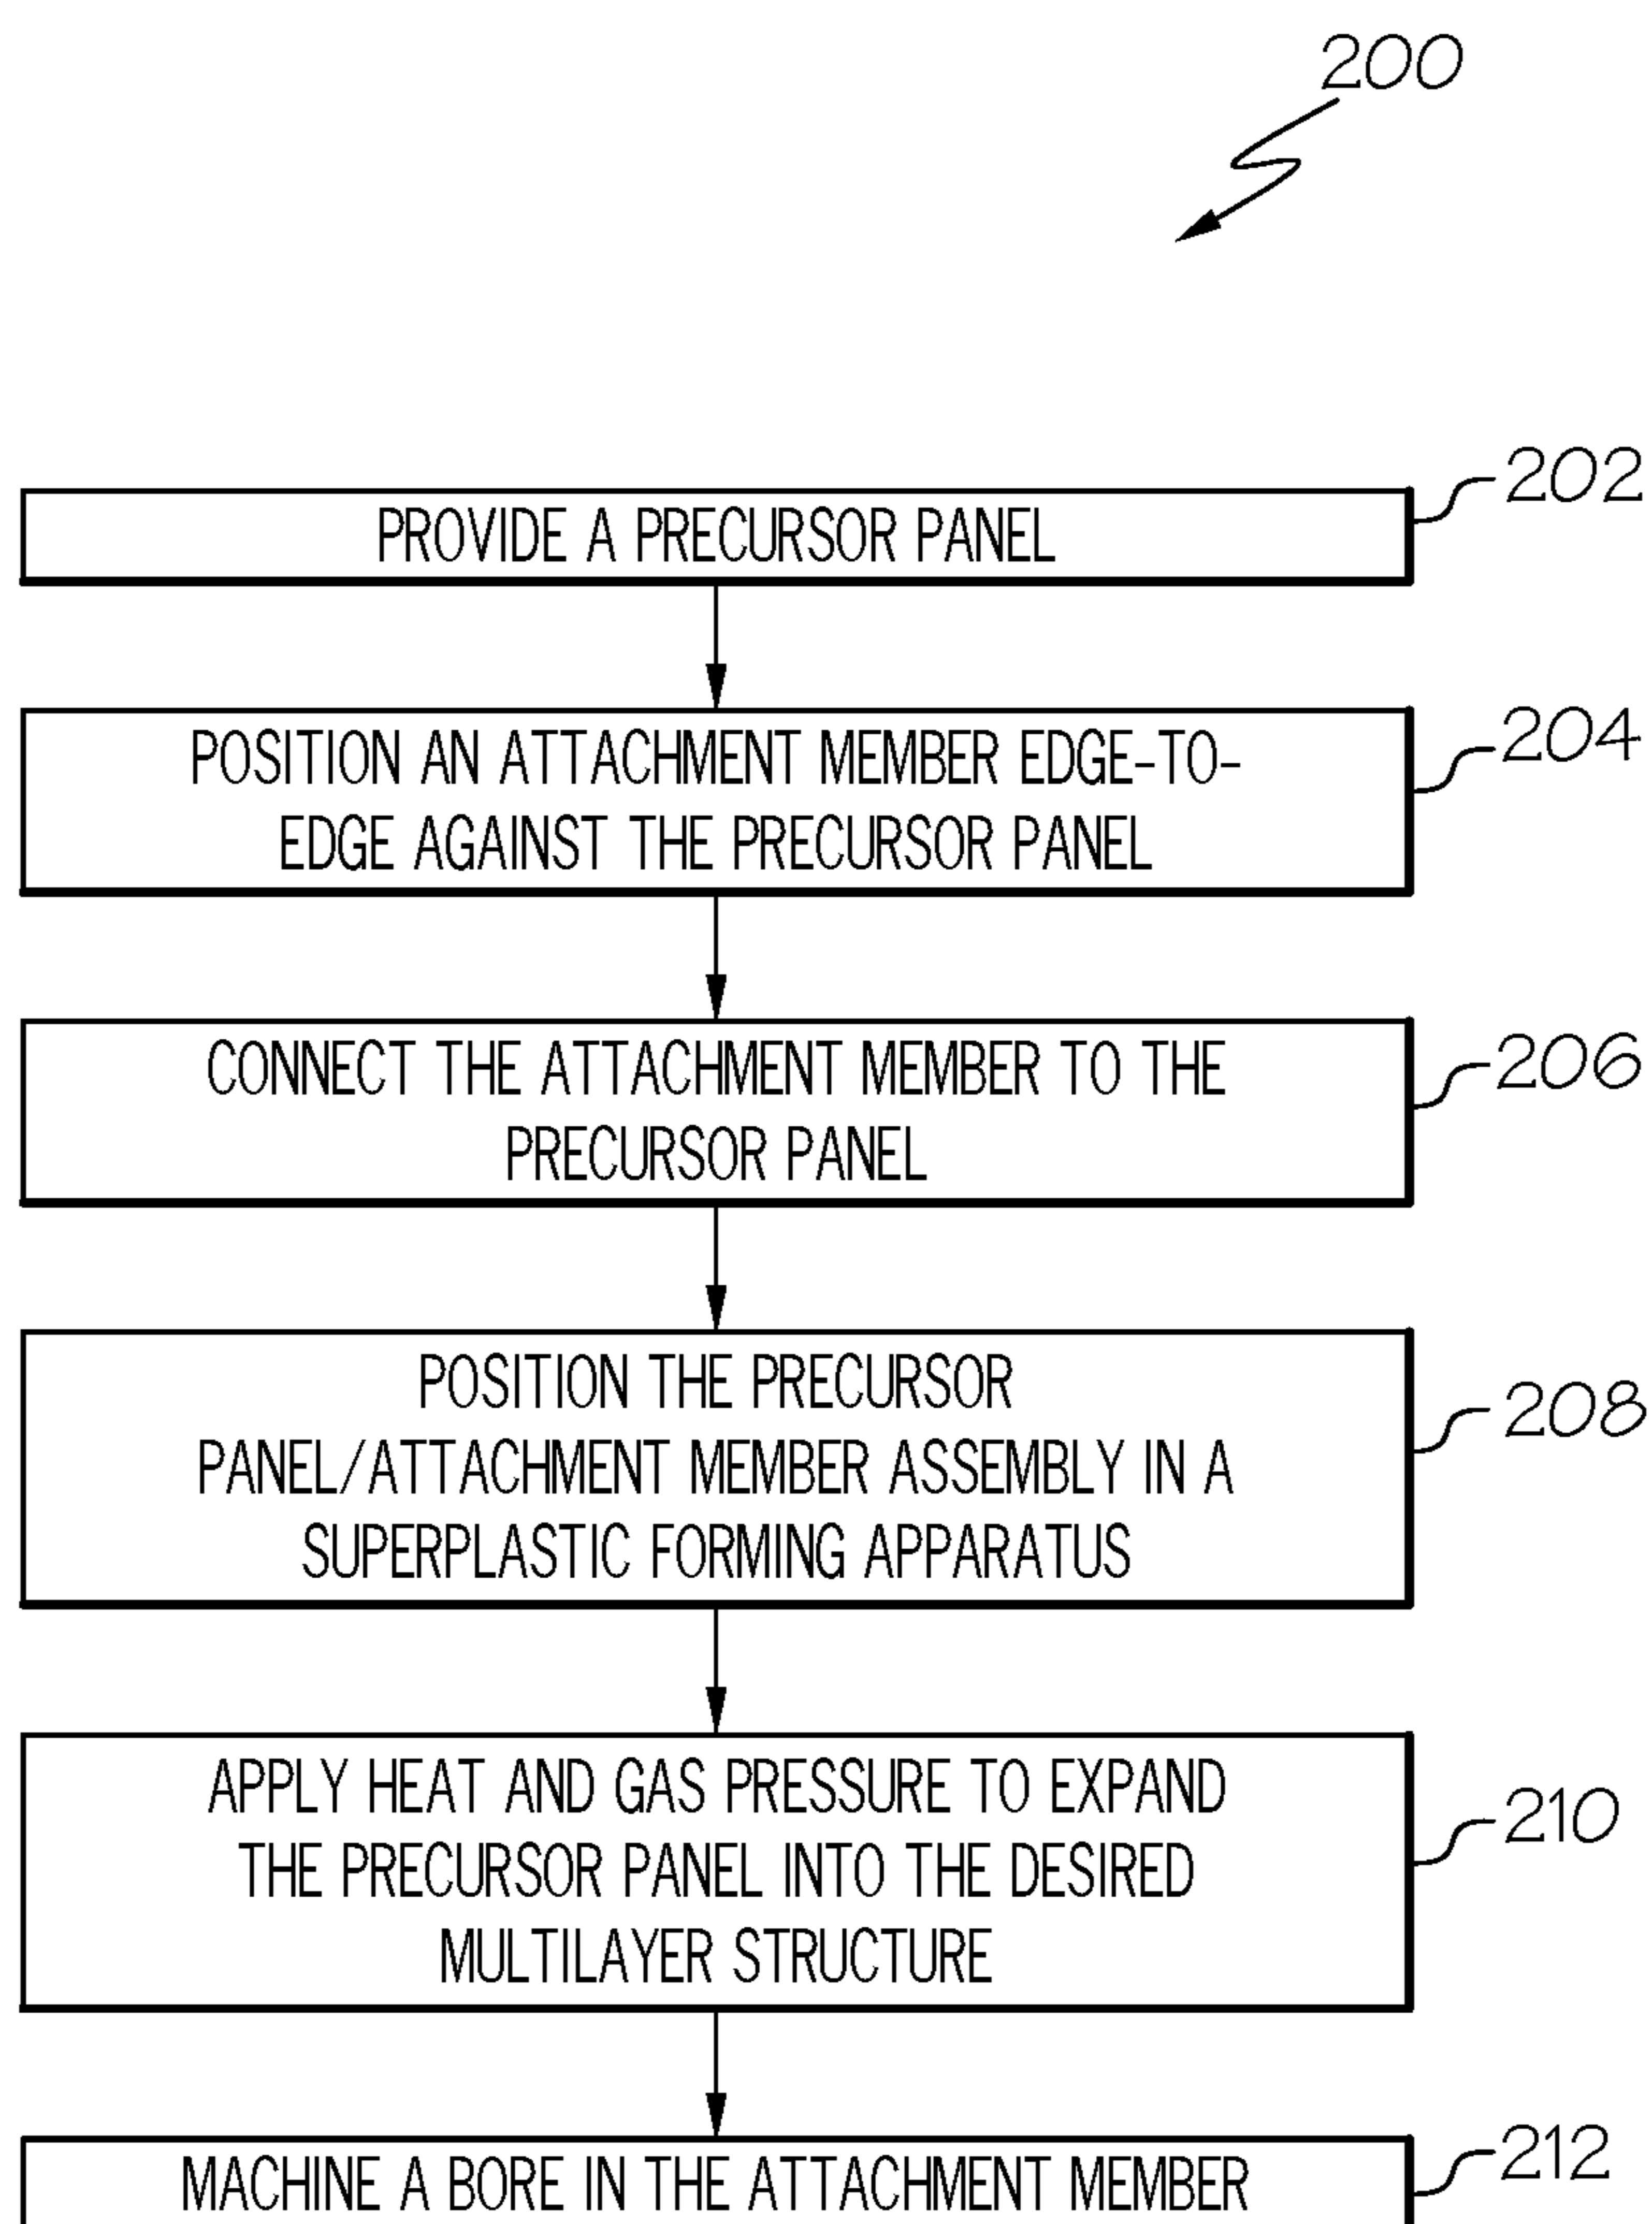 200
PROVIDE A PRECURSOR PANEL
202
POSITION AN ATTACHMENT MEMBER EDGE-TO-
EDGE AGAINST THE PRECURSOR PANEL
204
CONNECT THE ATTACHMENT MEMBER TO THE
PRECURSOR PANEL
206
POSITION THE PRECURSOR
PANEL/ATTACHMENT MEMBER ASSEMBLY IN A
SUPERPLASTIC FORMING APPARATUS
208
APPLY HEAT AND GAS PRESSURE TO EXPAND
THE PRECURSOR PANEL INTO THE DESIRED
MULTILAYER STRUCTURE
210
MACHINE A BORE IN THE ATTACHMENT MEMBER
212